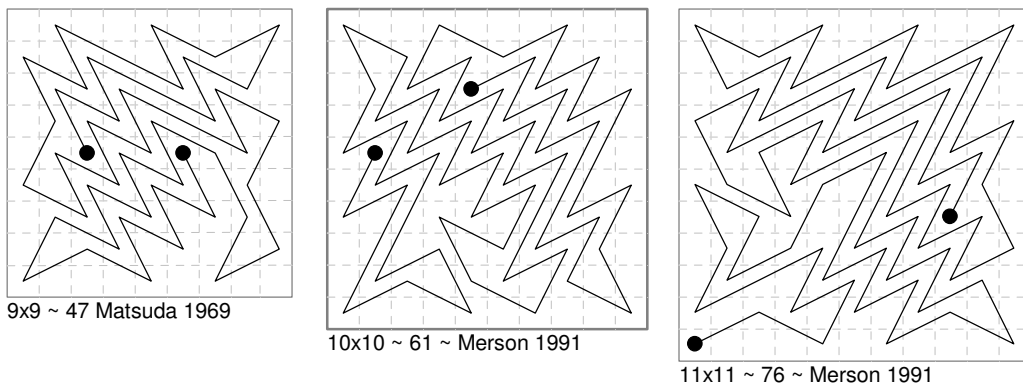 9x9 ~ 47 Matsuda 1969
10x10 ~ 61 ~ Merson 1991
11x11 ~ 76 ~ Merson 1991